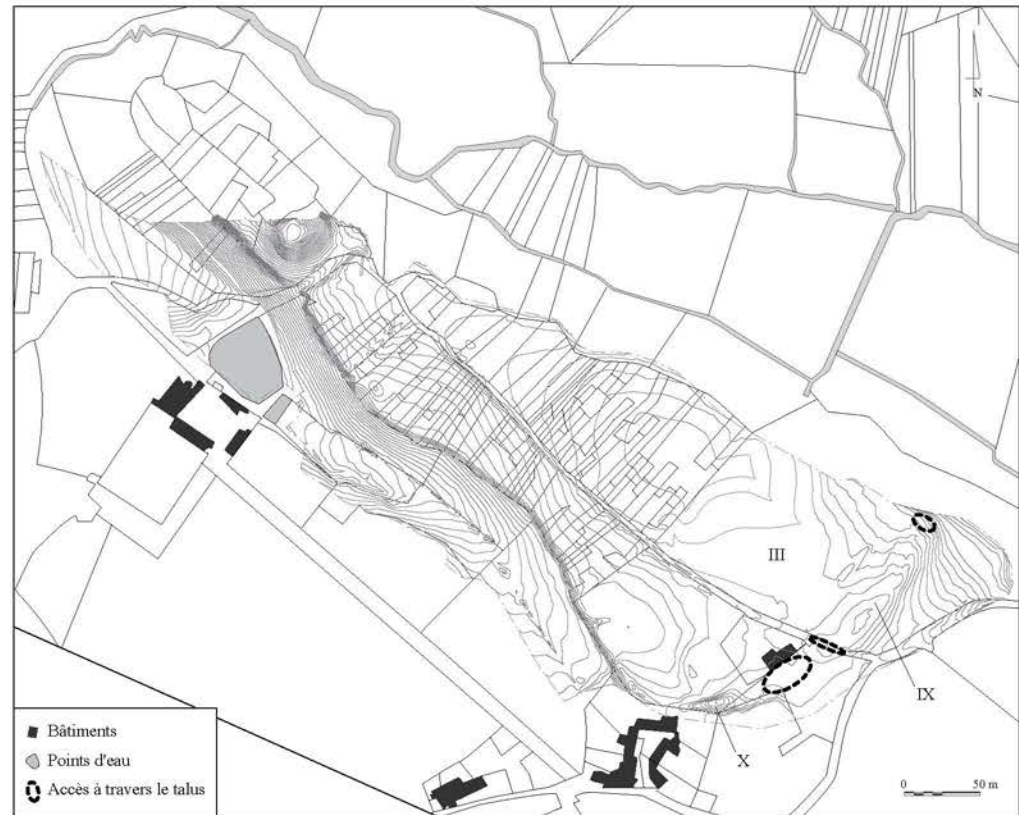 N
III
IX
X
Bâtiments
Points d'eau
Accès à travers le talus
0 50 m